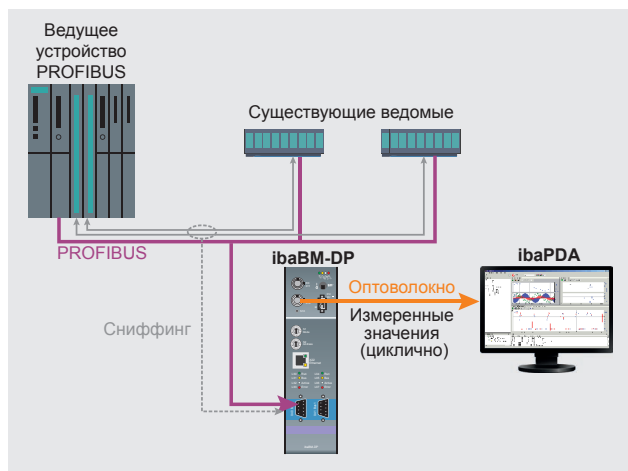 Ведущее
устройство
PROFIBUS
Существующие ведомые
PROFIBUS
ibaBM-DP
ibaPDA
Оптоволокно
Измеренные
значения
(циклично)
Сниффинг